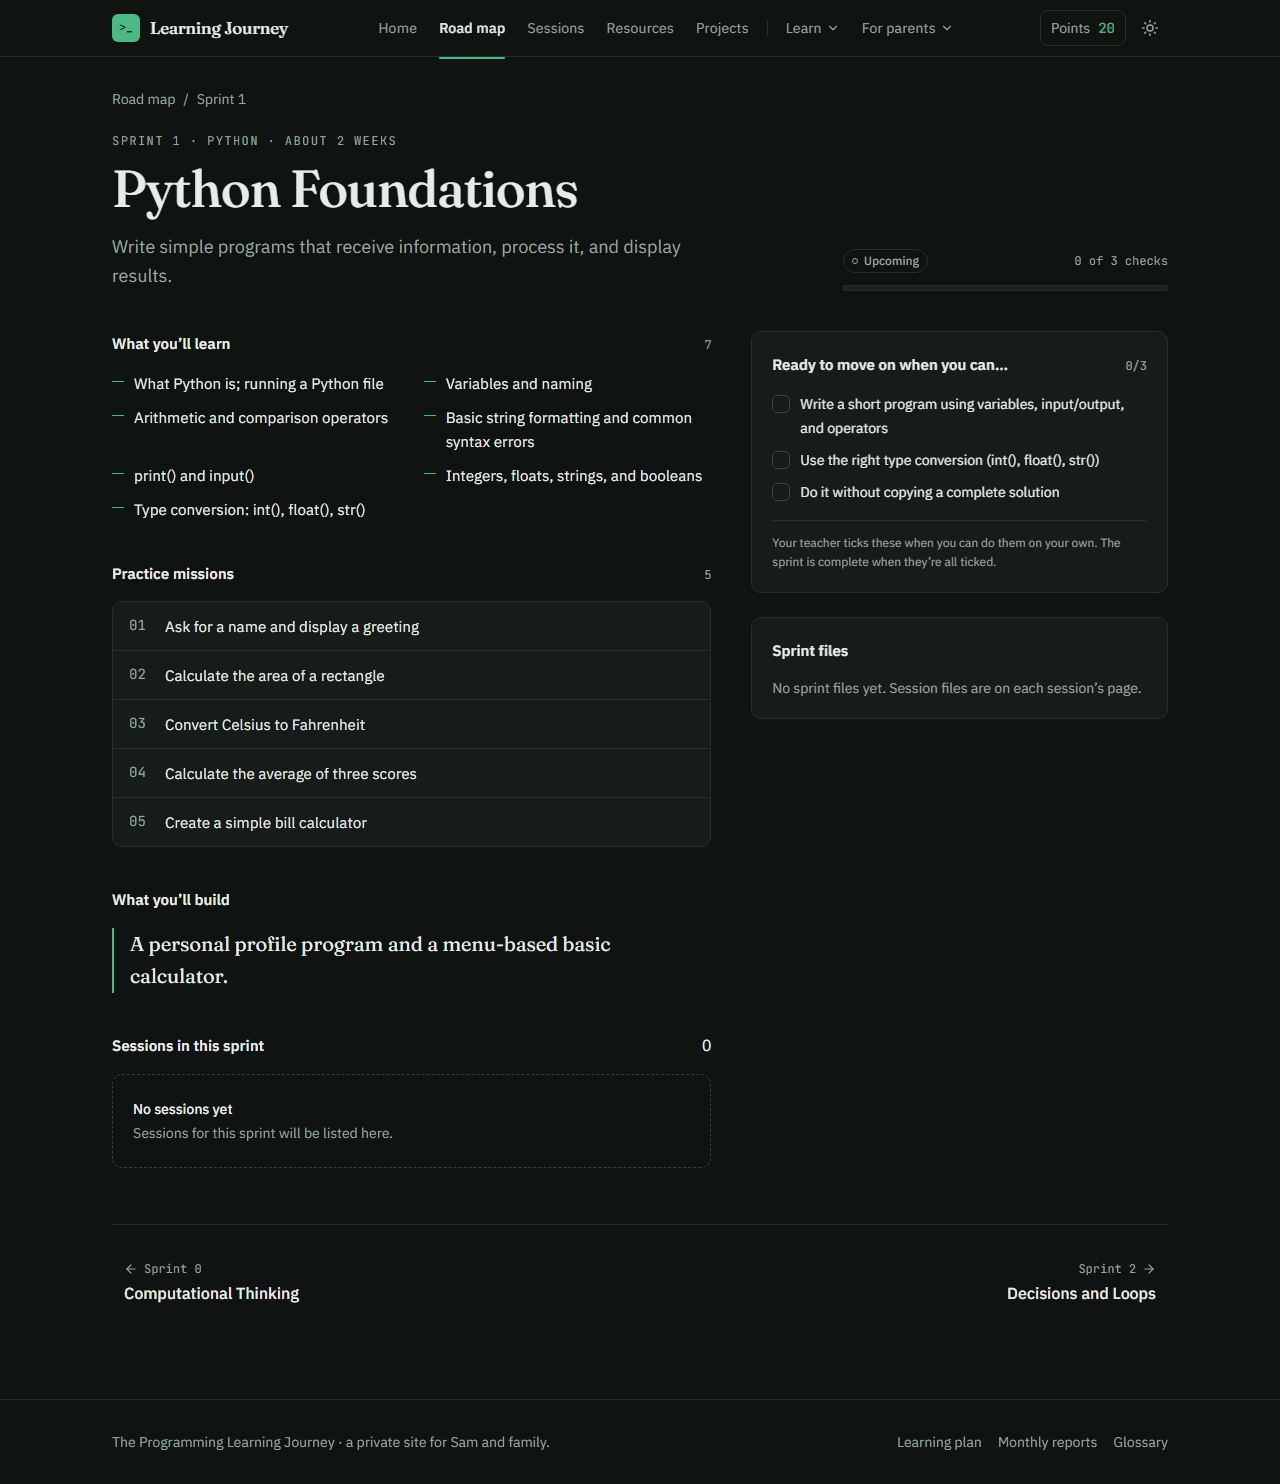 >_ Learning Journey
Home Road map Sessions Resources Projects Learn For parents
Points 20
Road map / Sprint 1
SPRINT 1 · PYTHON · ABOUT 2 WEEKS
Python Foundations
Write simple programs that receive information, process it, and display
results.
Upcoming
0 of 3 checks
What you’ll learn 7
What Python is; running a Python file
Variables and naming
Arithmetic and comparison operators
Basic string formatting and common
syntax errors
print() and input()
Integers, floats, strings, and booleans
Type conversion: int(), float(), str()
Practice missions 5
01 Ask for a name and display a greeting
02 Calculate the area of a rectangle
03 Convert Celsius to Fahrenheit
04 Calculate the average of three scores
05 Create a simple bill calculator
What you’ll build
A personal profile program and a menu-based basic
calculator.
Sessions in this sprint 0
No sessions yet
Sessions for this sprint will be listed here.
Ready to move on when you can… 0/3
Write a short program using variables, input/output,
and operators
Use the right type conversion (int(), float(), str())
Do it without copying a complete solution
Your teacher ticks these when you can do them on your own. The
sprint is complete when they’re all ticked.
Sprint files
No sprint files yet. Session files are on each session’s page.
← Sprint 0
Computational Thinking
Sprint 2 →
Decisions and Loops
The Programming Learning Journey · a private site for Sam and family.
Learning plan Monthly reports Glossary